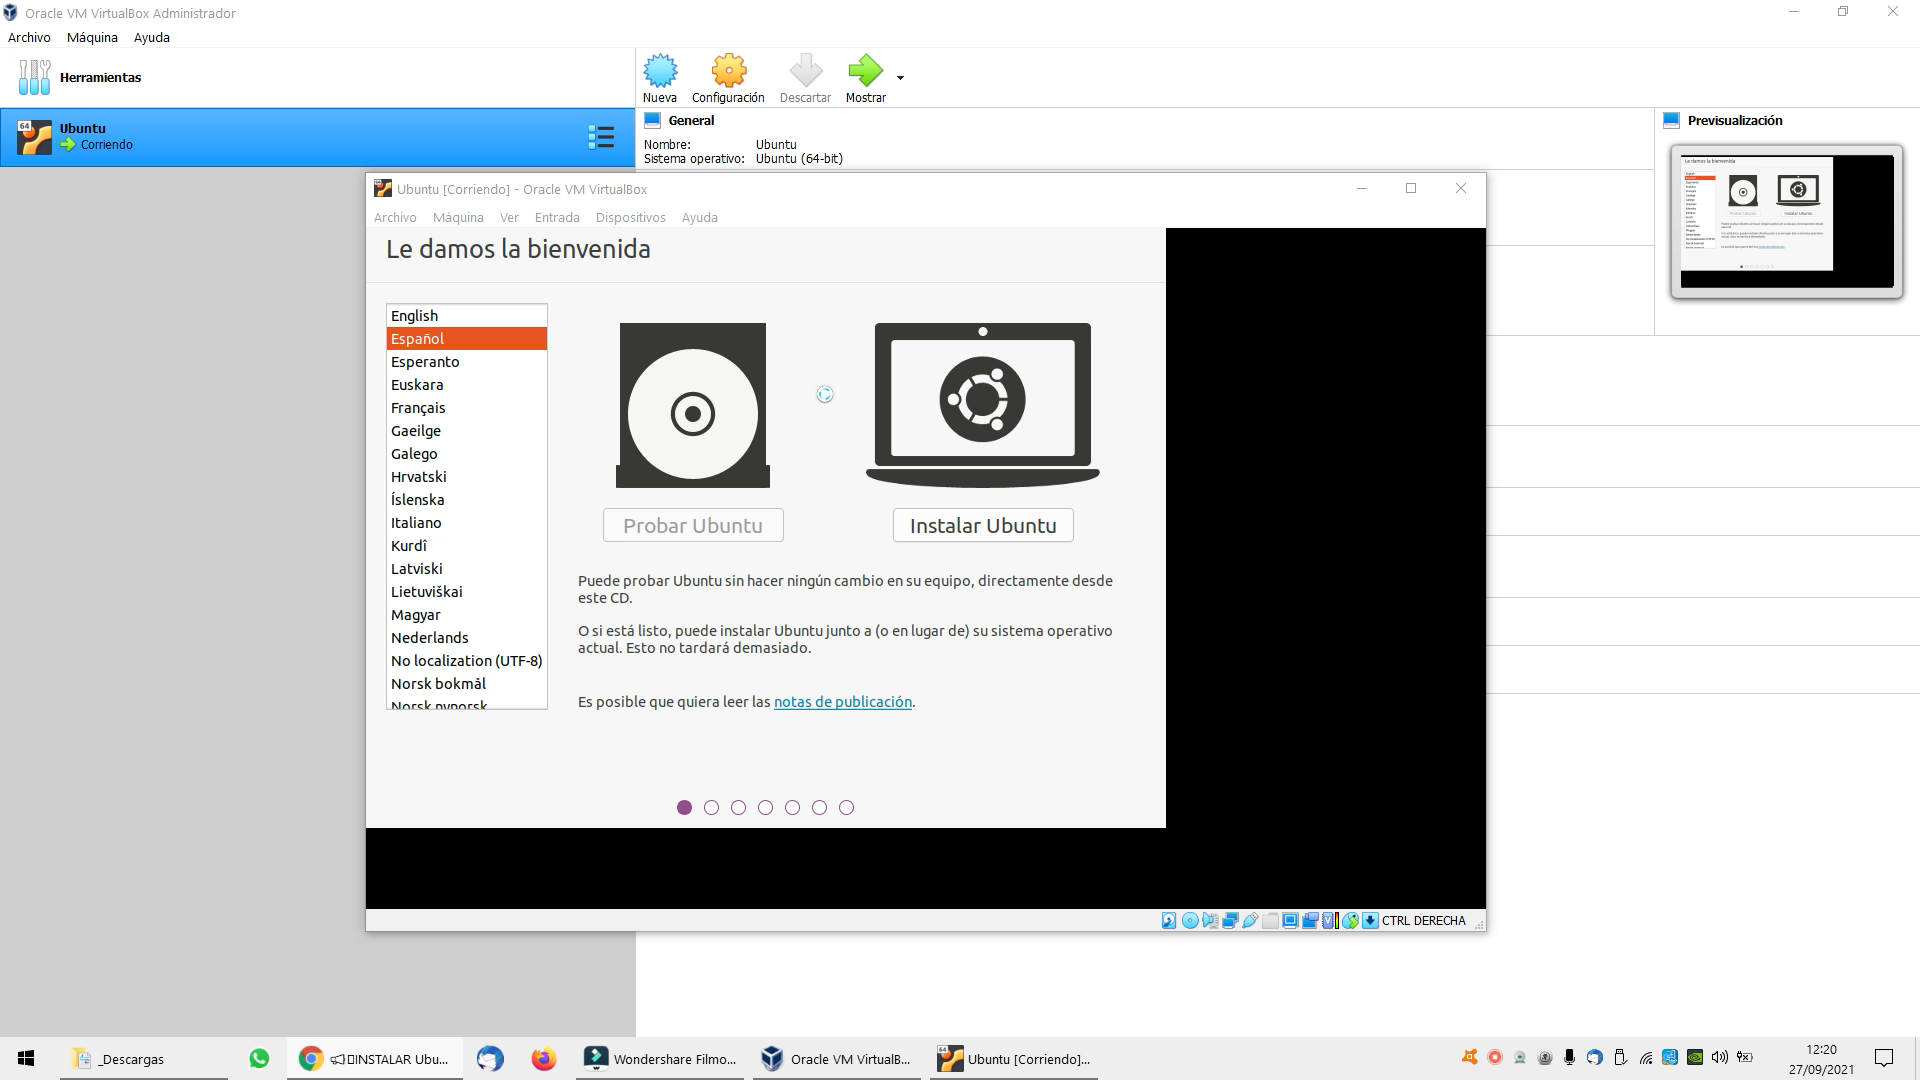 Oracle VM VirtualBox Administrador
Archivo Máquina Ayuda
Herramientas
Nueva Configuración Descartar Mostrar
64 Ubuntu
Corriendo
General
Nombre: Ubuntu
Sistema operativo: Ubuntu (64-bit)
Previsualización
Le damos la bienvenida
Ubuntu [Corriendo] - Oracle VM VirtualBox
Archivo Máquina Ver Entrada Dispositivos Ayuda
Le damos la bienvenida
English
Español
Esperanto
Euskara
Français
Gaeilge
Galego
Hrvatski
Íslenska
Italiano
Kurdî
Latviski
Lietuviškai
Magyar
Nederlands
No localization (UTF-8)
Norsk bokmål
Norsk nynorsk
Probar Ubuntu
Instalar Ubuntu
Puede probar Ubuntu sin hacer ningún cambio en su equipo, directamente desde
este CD.
O si está listo, puede instalar Ubuntu junto a (o en lugar de) su sistema operativo
actual. Esto no tardará demasiado.
Es posible que quiera leer las notas de publicación.
CTRL DERECHA
_Descargas
INSTALAR Ubu...
Wondershare Filmo...
Oracle VM VirtualB...
Ubuntu [Corriendo]...
12:20
27/09/2021